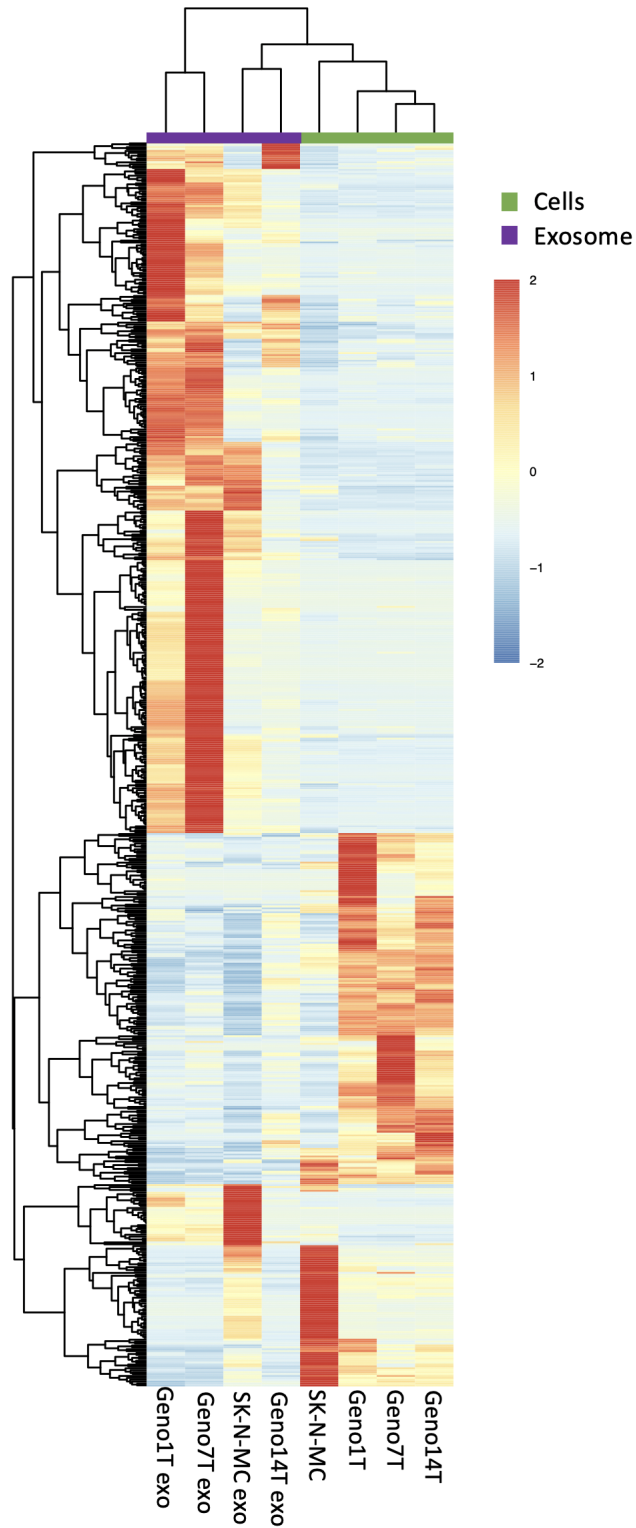 Cells
Exosome
2
1
0
−1
−2
Geno1T exo
Geno7T exo
SK-N-MC exo
Geno14T exo
SK-N-MC
Geno1T
Geno7T
Geno14T